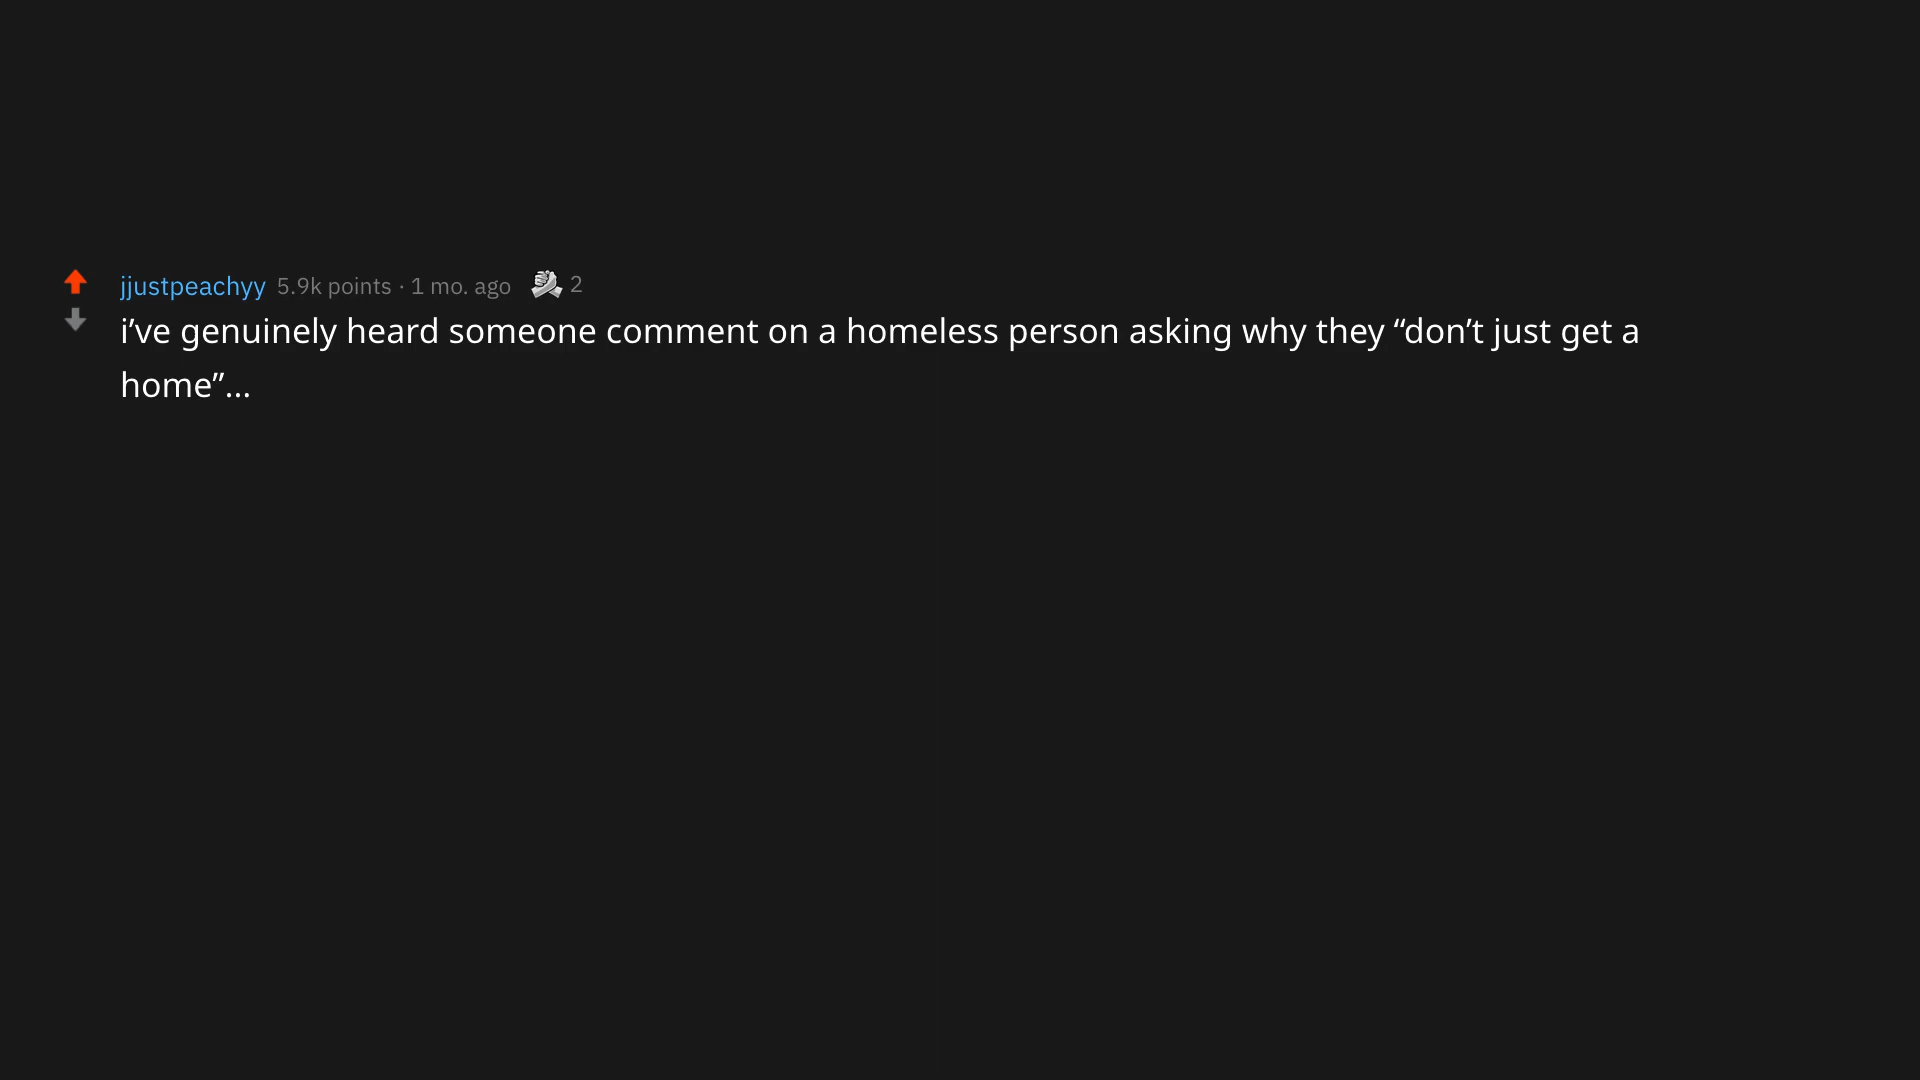 jjustpeachyy 5.9k points · 1 mo. ago 2
i’ve genuinely heard someone comment on a homeless person asking why they “don’t just get a
home”...